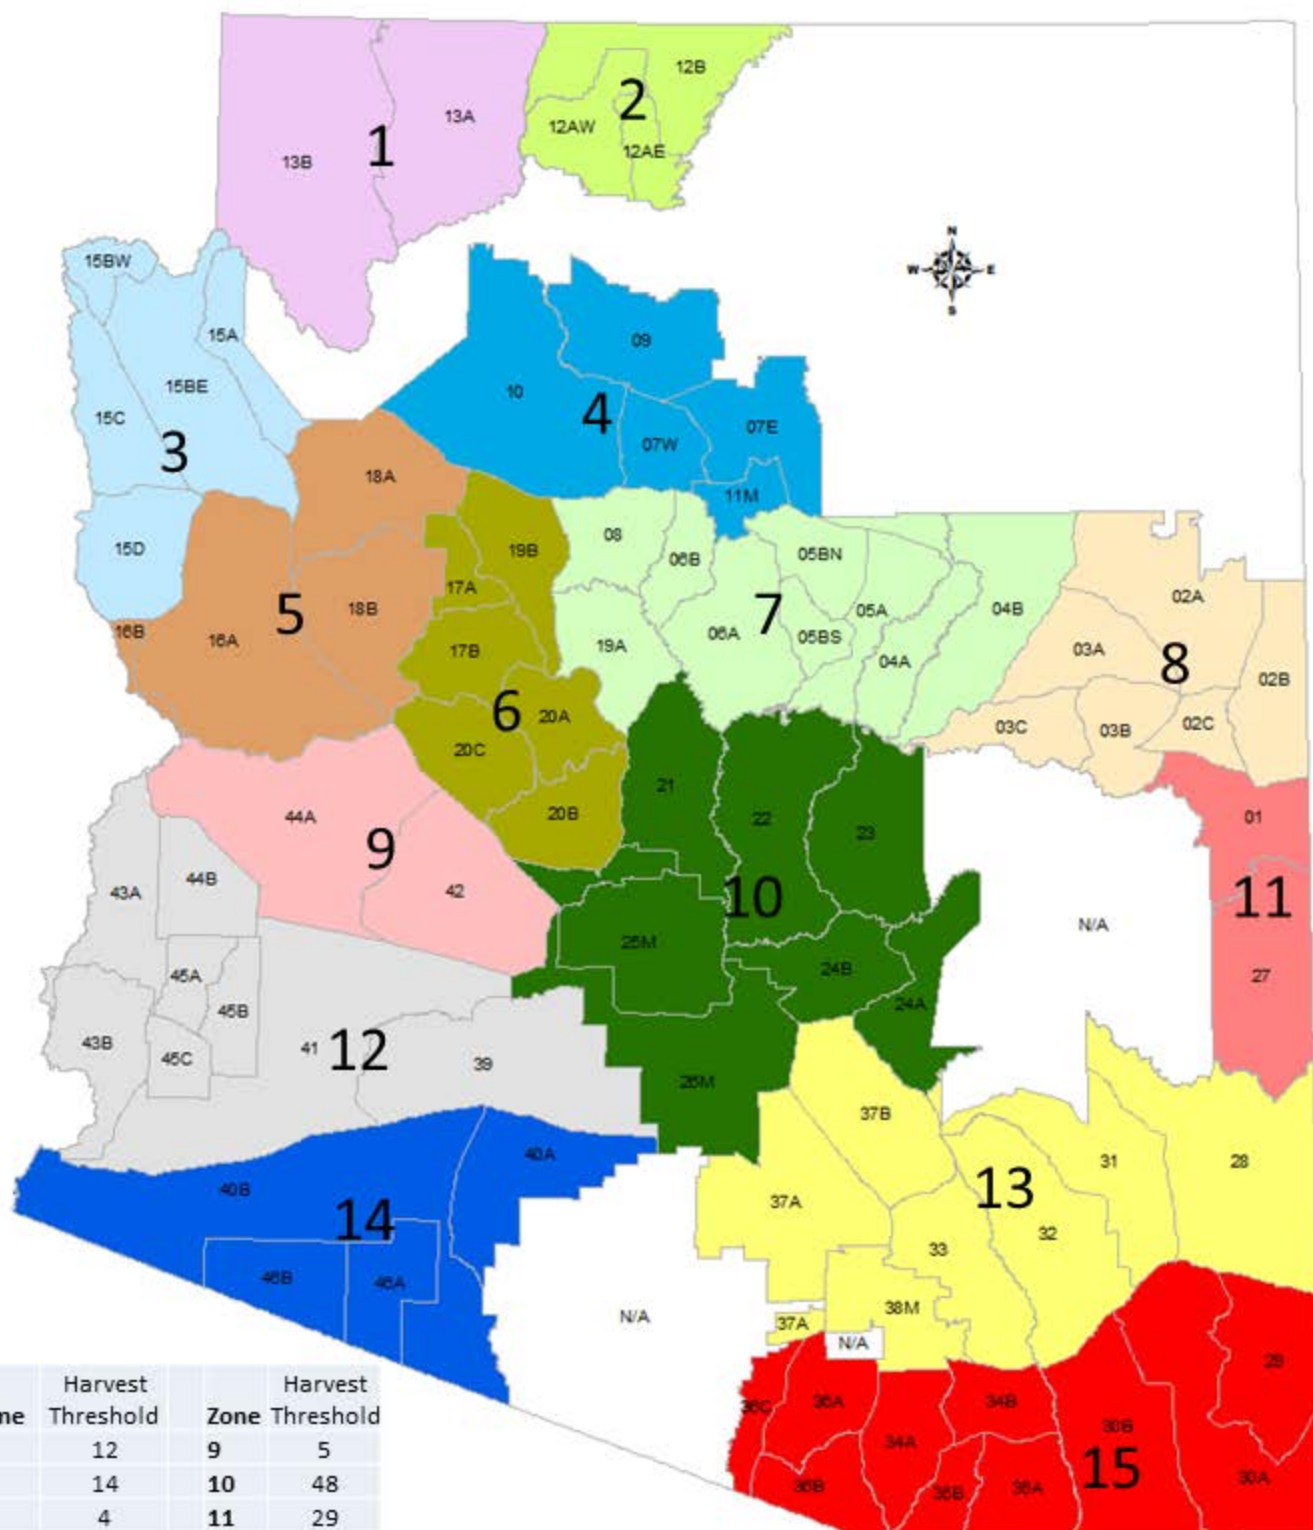 12B
2
13A
12AW
12AE
1
13B
N
W E
S
15BW
15A
09
15BE
10
4
15C
07E
3
07W
18A
11M
08
15D
19B
05BN
06B
17A
02A
18B
5
7
05A
04B
16B
16A
06A
05BS
19A
17B
03A
04A
8
02B
6
20A
03C
03B
02C
20C
21
20B
44A
22
01
23
9
44B
43A
42
10
11
N/A
25M
24B
45A
27
24A
45B
43B
41
12
39
45C
26M
37B
40A
31
28
40B
14
13
37A
32
33
46B
46A
38M
N/A
37A
N/A
29
36C
36A
34B
30B
34A
15
36B
35B
35A
30A
Harvest Harvest
ne Threshold Zone Threshold
12 9 5
14 10 48
4 11 29